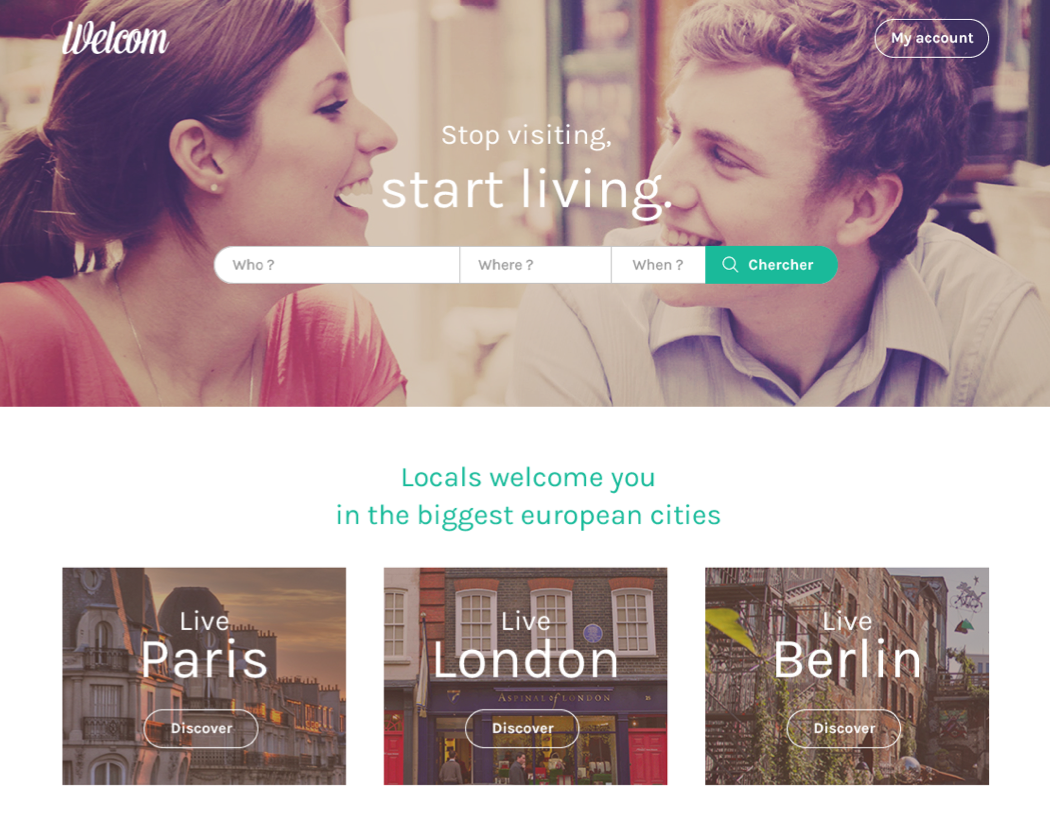 Welcom
My account
Stop visiting,
start living.
Who ?
Where ?
When ?
Chercher
Locals welcome you
in the biggest european cities
Live
Paris
Discover
Live
London
ASPINAL of LONDON
Discover
Live
Berlin
Discover